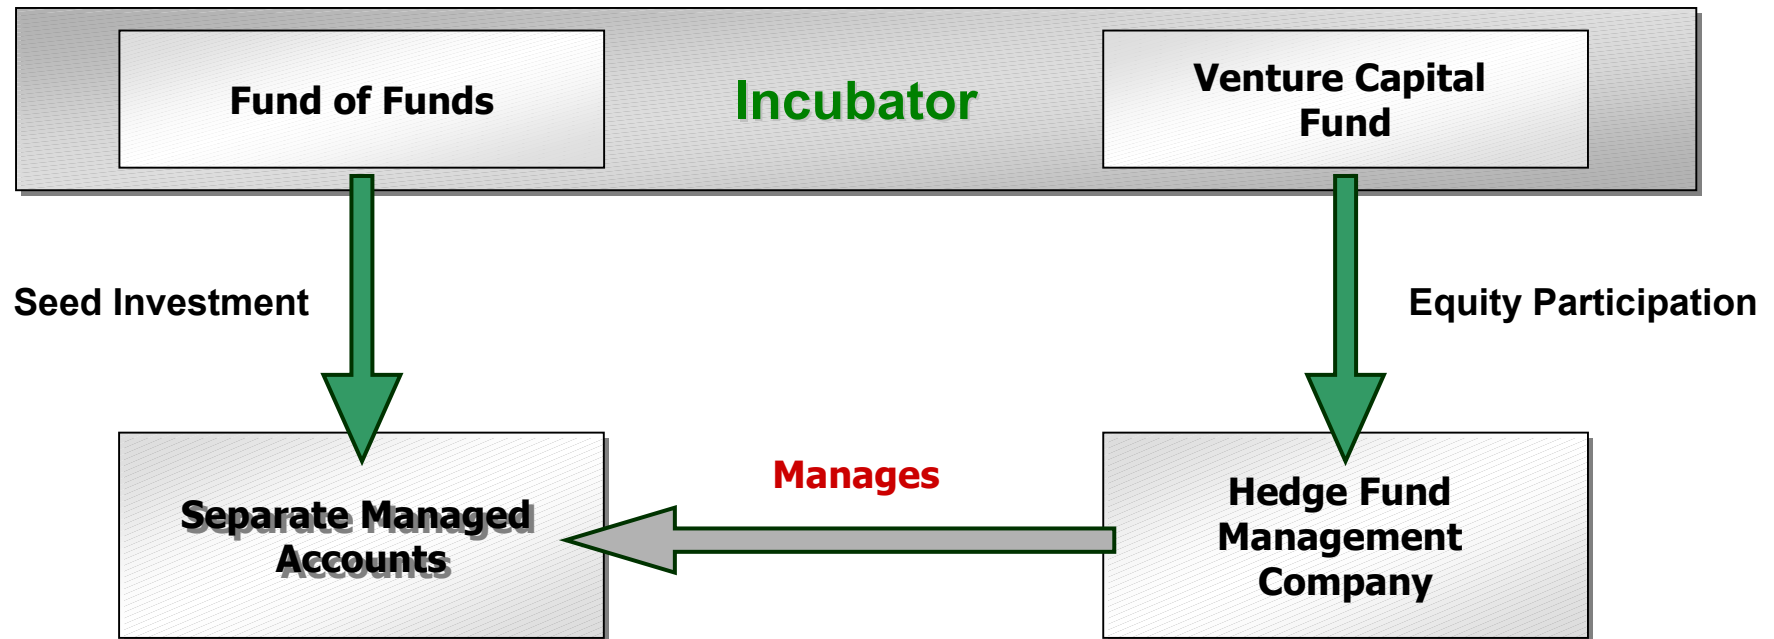 Fund of Funds
Incubator
Venture Capital
Fund
Seed Investment
Equity Participation
Manages
Separate Managed
Accounts
Hedge Fund
Management
Company